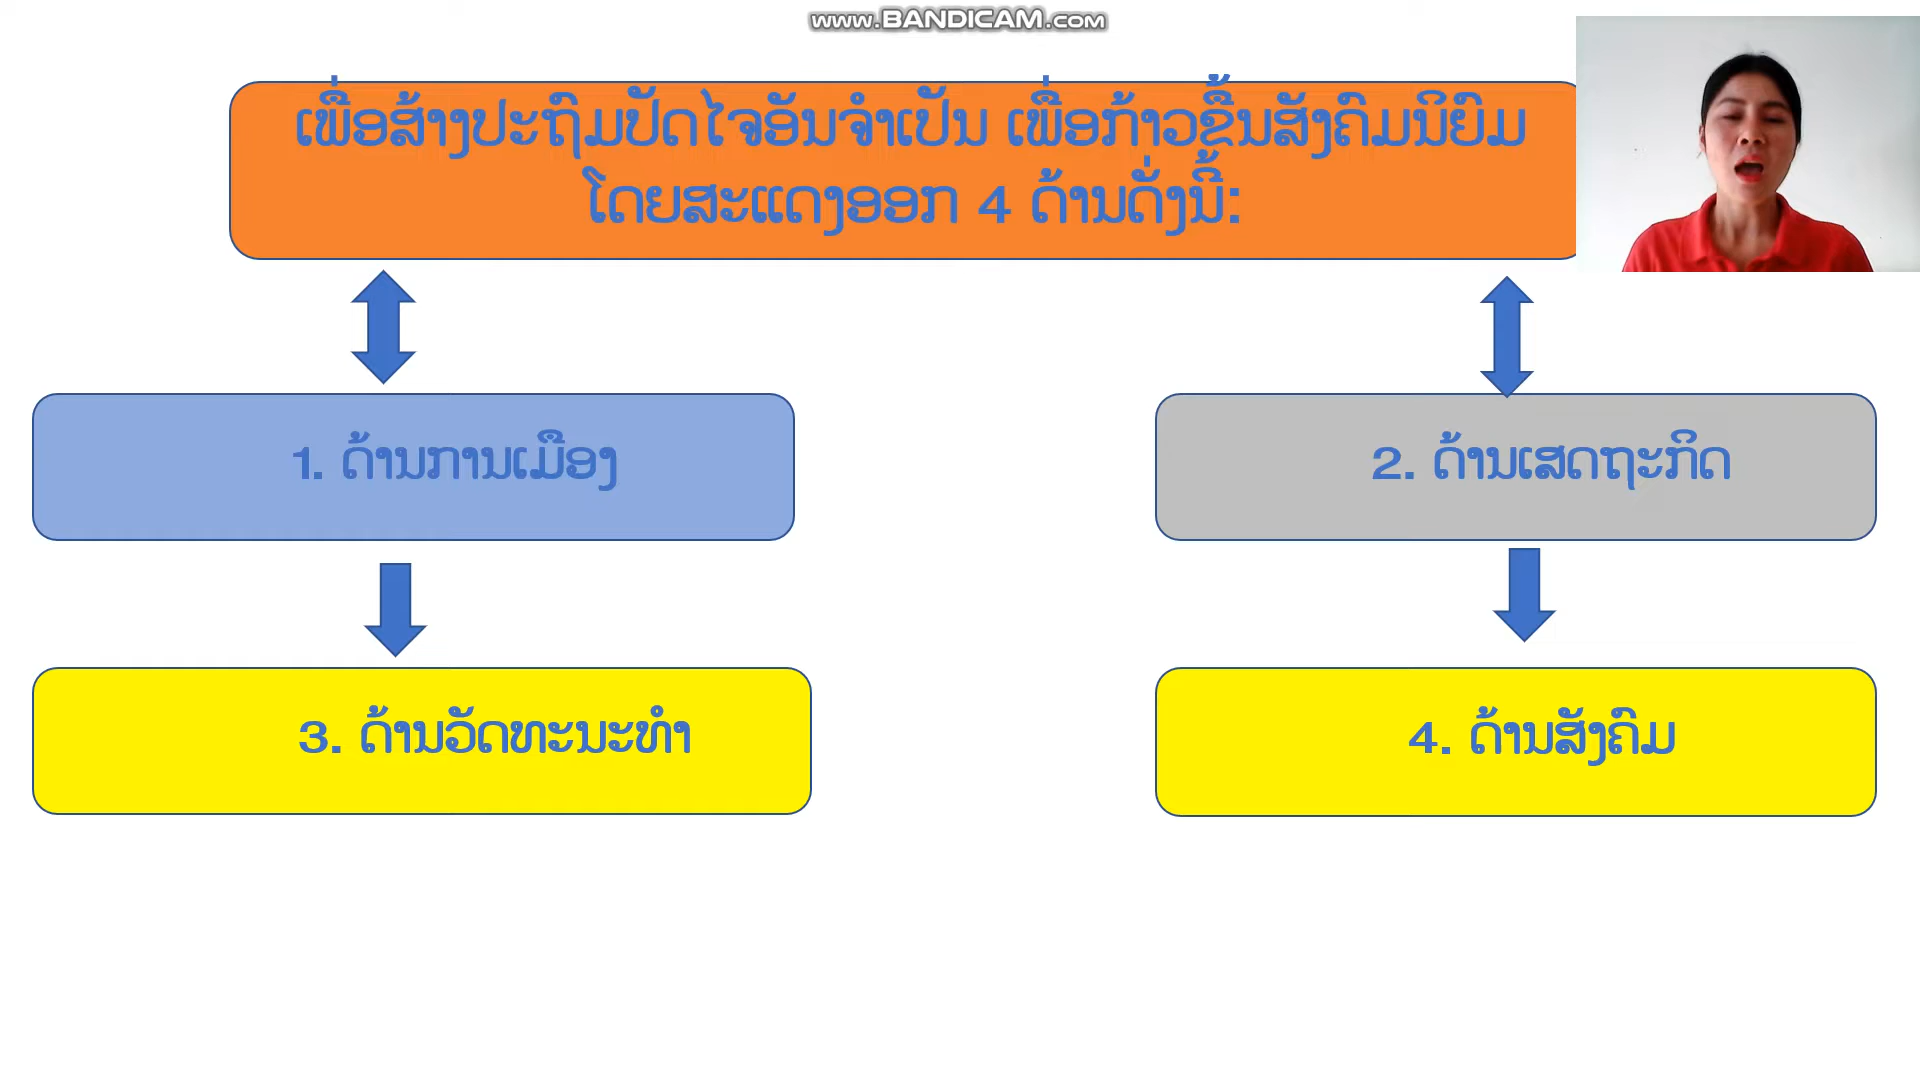 www.BANDICAM.com
ເພື່ອສ້າງປະຖົມປັດໄຈອັນຈຳເປັນ ເພື່ອກ້າວຂຶ້ນສັງຄົມນິຍົມ
ໂດຍສະແດງອອກ 4 ດ້ານດັ່ງນີ້:
1. ດ້ານການເມືອງ
2. ດ້ານເສດຖະກິດ
3. ດ້ານວັດທະນະທຳ
4. ດ້ານສັງຄົມ